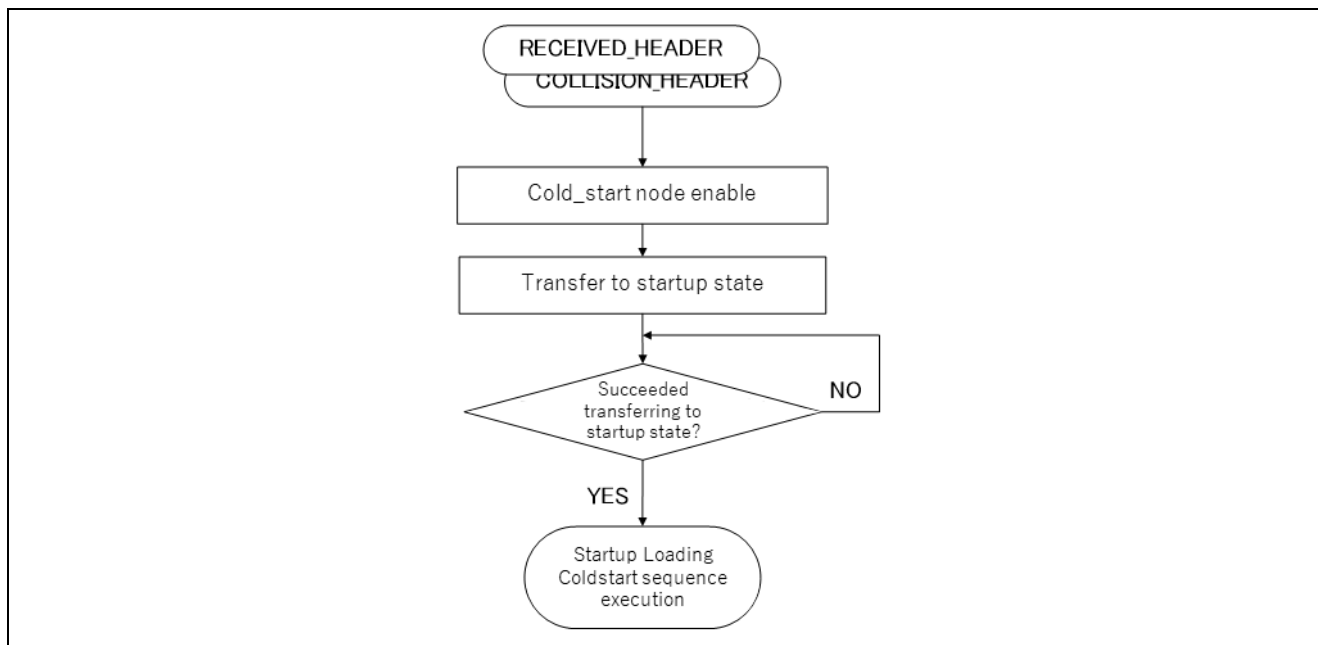 RECEIVED_HEADER
COLLISION_HEADER
Cold_start node enable
Transfer to startup state
Succeeded
transferring to
startup state?
NO
YES
Startup Loading
Coldstart sequence
execution